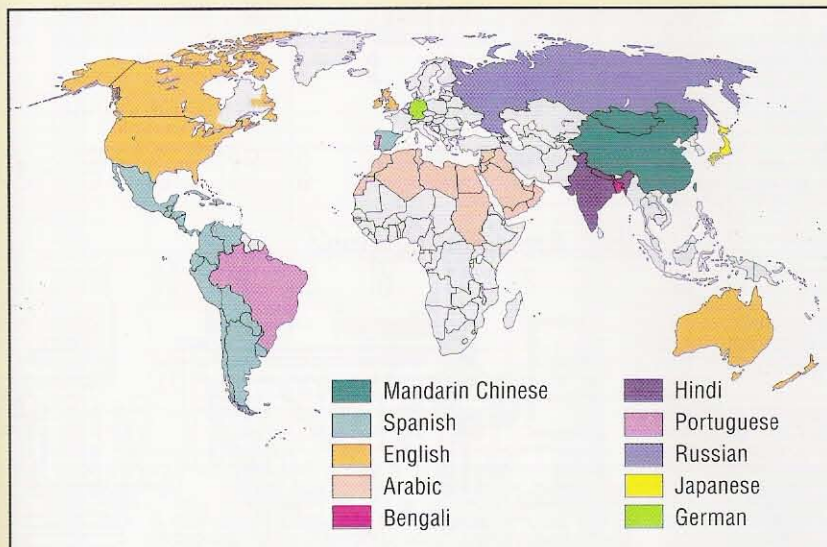 Mandarin Chinese
Spanish
English
Arabic
Bengali
Hindi
Portuguese
Russian
Japanese
German